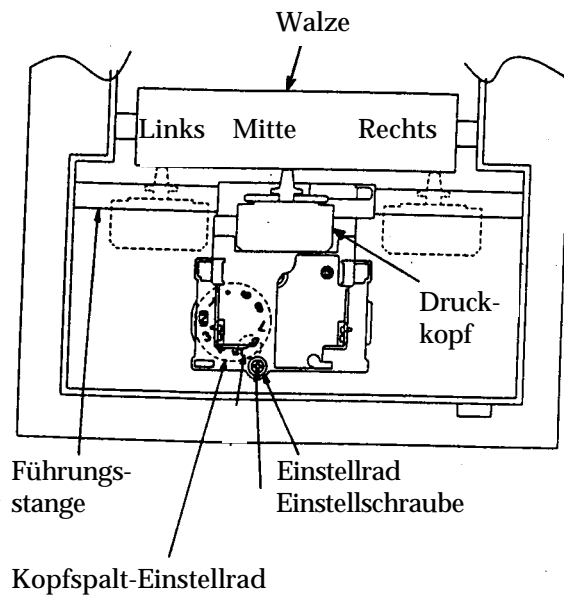 Walze
Links Mitte Rechts
Druck-
kopf
Führungs-
stange
Einstellrad
Einstellschraube
Kopfspalt-Einstellrad